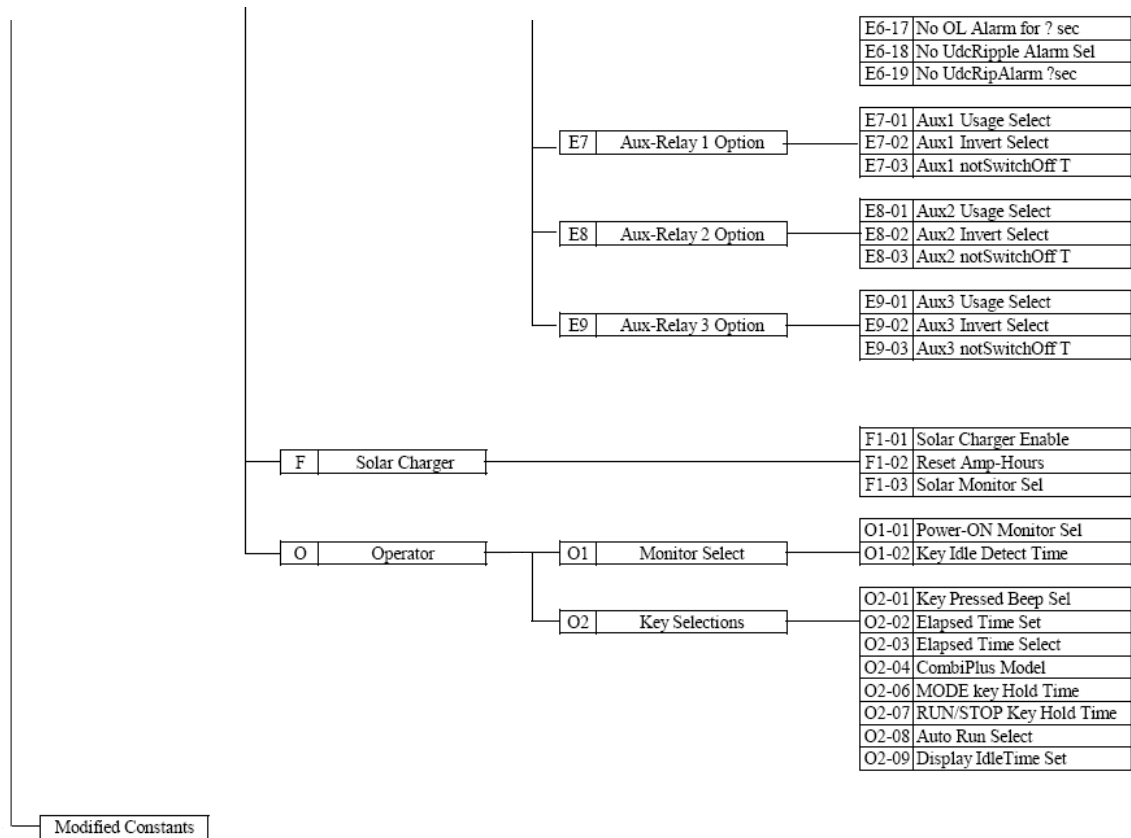 E6-17 No OL Alarm for ? sec
E6-18 No UdcRipple Alarm Sel
E6-19 No UdcRipAlarm ?sec
E7 Aux-Relay 1 Option
E7-01 Aux1 Usage Select
E7-02 Aux1 Invert Select
E7-03 Aux1 notSwitchOff T
E8 Aux-Relay 2 Option
E8-01 Aux2 Usage Select
E8-02 Aux2 Invert Select
E8-03 Aux2 notSwitchOff T
E9 Aux-Relay 3 Option
E9-01 Aux3 Usage Select
E9-02 Aux3 Invert Select
E9-03 Aux3 notSwitchOff T
F Solar Charger
F1-01 Solar Charger Enable
F1-02 Reset Amp-Hours
F1-03 Solar Monitor Sel
O Operator
O1 Monitor Select
O1-01 Power-ON Monitor Sel
O1-02 Key Idle Detect Time
O2 Key Selections
O2-01 Key Pressed Beep Sel
O2-02 Elapsed Time Set
O2-03 Elapsed Time Select
O2-04 CombiPlus Model
O2-06 MODE key Hold Time
O2-07 RUN/STOP Key Hold Time
O2-08 Auto Run Select
O2-09 Display IdleTime Set
Modified Constants